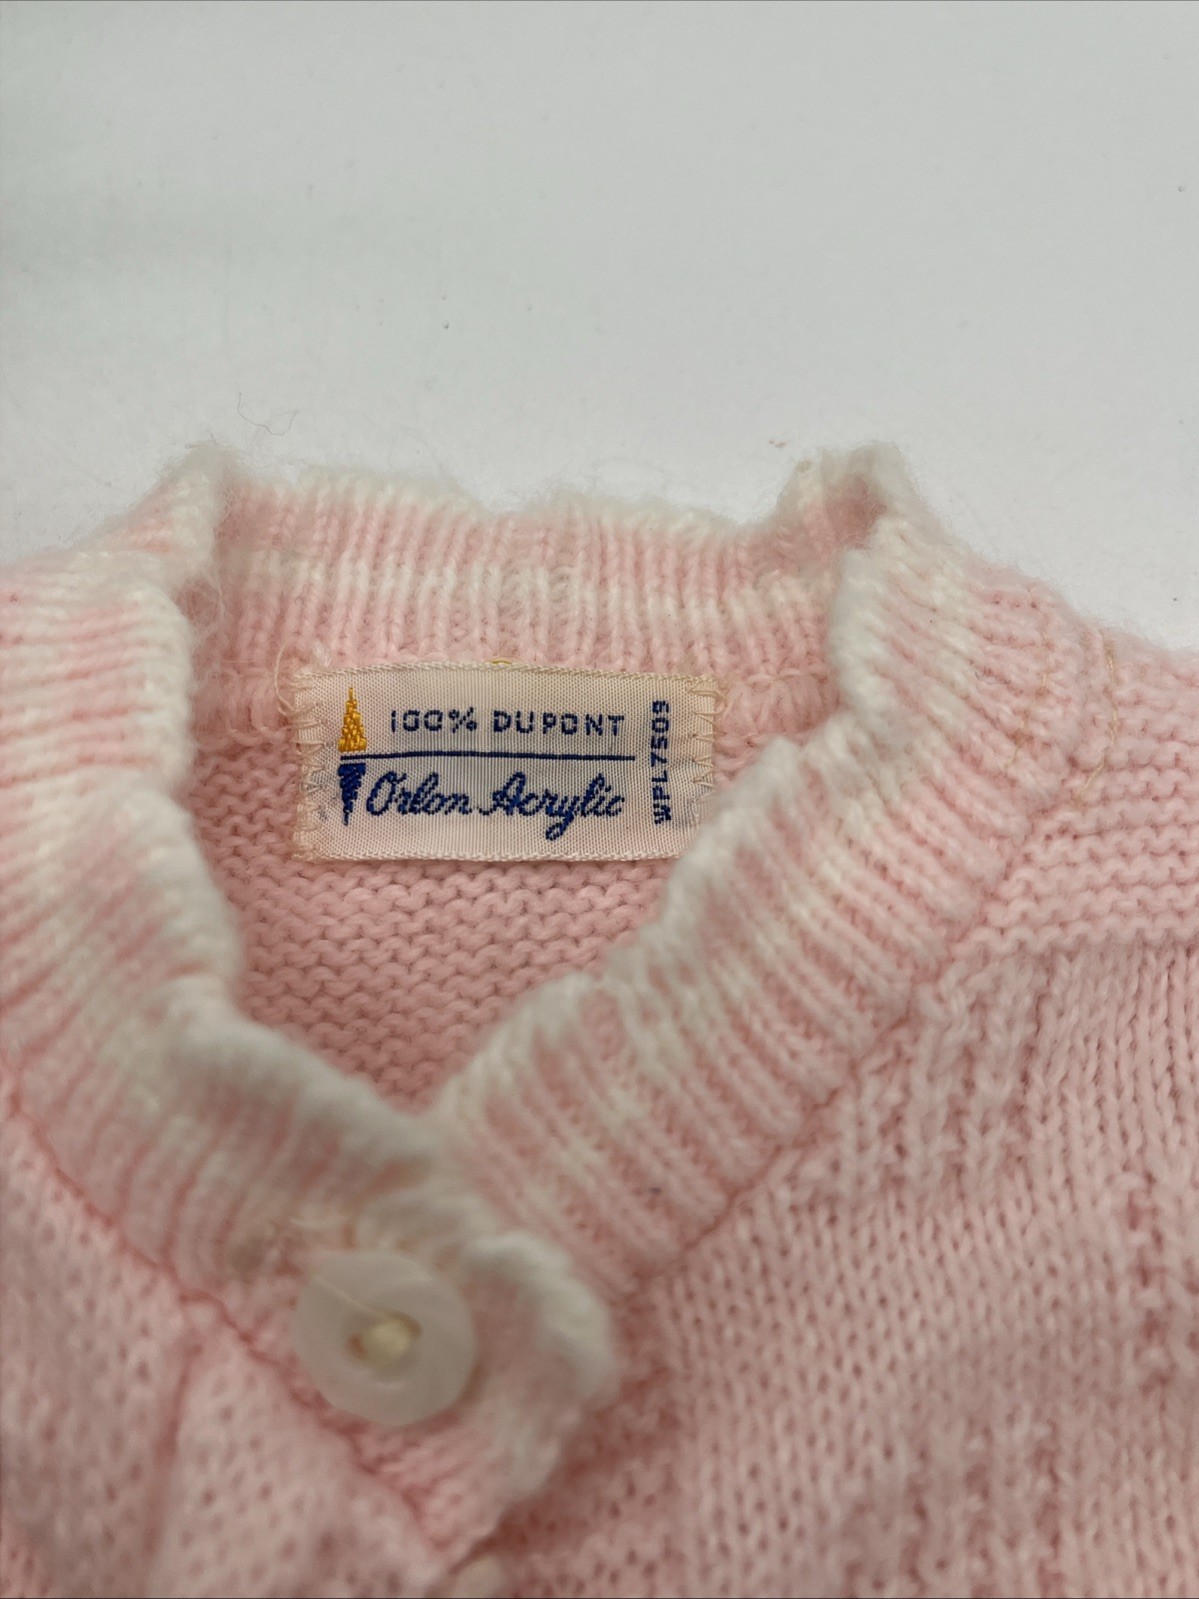 100% DUPONT
Orlon Acrylic
WPL7509